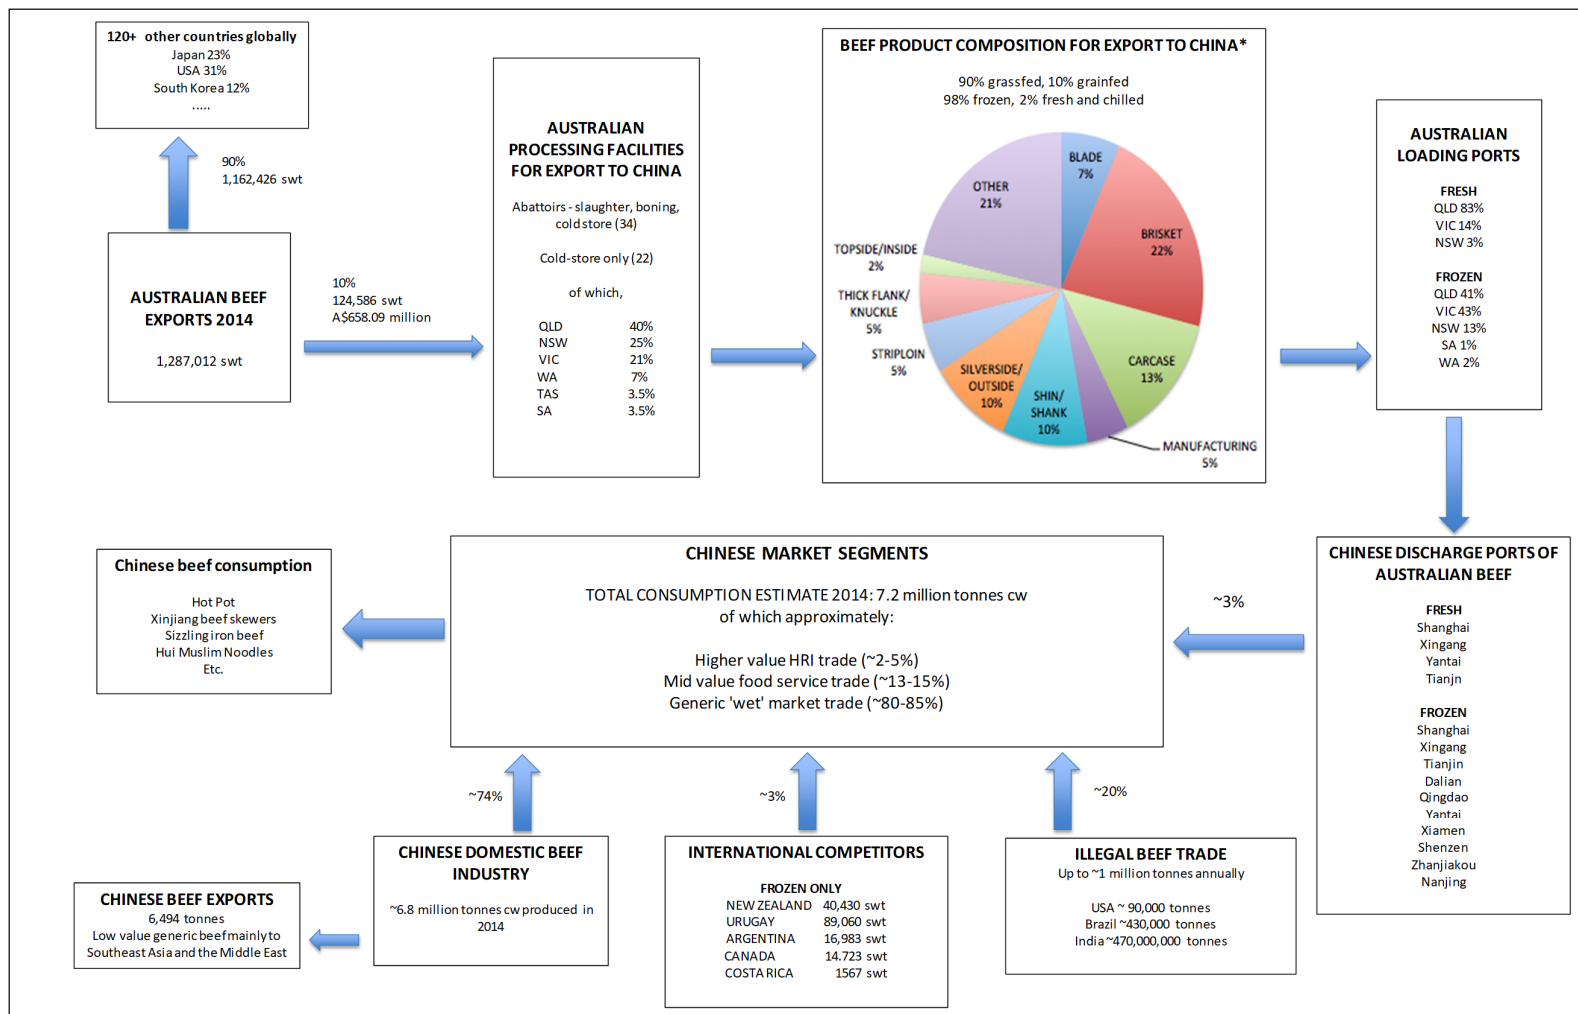 120+ other countries globally
Japan 23%
USA 31%
South Korea 12%
.....
90%
1,162,426 swt
AUSTRALIAN BEEF
EXPORTS 2014
1,287,012 swt
10%
124,586 swt
A$658.09 million
AUSTRALIAN
PROCESSING FACILITIES
FOR EXPORT TO CHINA
Abattoirs - slaughter, boning,
cold store (34)
Cold-store only (22)
of which,
QLD 40%
NSW 25%
VIC 21%
WA 7%
TAS 3.5%
SA 3.5%
BEEF PRODUCT COMPOSITION FOR EXPORT TO CHINA*
90% grassfed, 10% grainfed
98% frozen, 2% fresh and chilled
BLADE
7%
BRISKET
22%
CARCASE
13%
MANUFACTURING
5%
SHIN/
SHANK
10%
SILVERSIDE/
OUTSIDE
10%
STRIPLOIN
5%
THICK FLANK/
KNUCKLE
5%
TOPSIDE/INSIDE
2%
OTHER
21%
AUSTRALIAN
LOADING PORTS
FRESH
QLD 83%
VIC 14%
NSW 3%
FROZEN
QLD 41%
VIC 43%
NSW 13%
SA 1%
WA 2%
CHINESE DISCHARGE PORTS OF
AUSTRALIAN BEEF
FRESH
Shanghai
Xingang
Yantai
Tianjn
FROZEN
Shanghai
Xingang
Tianjin
Dalian
Qingdao
Yantai
Xiamen
Shenzen
Zhanjiakou
Nanjing
~3%
CHINESE MARKET SEGMENTS
TOTAL CONSUMPTION ESTIMATE 2014: 7.2 million tonnes cw
of which approximately:
Higher value HRI trade (~2-5%)
Mid value food service trade (~13-15%)
Generic 'wet' market trade (~80-85%)
Chinese beef consumption
Hot Pot
Xinjiang beef skewers
Sizzling iron beef
Hui Muslim Noodles
Etc.
~74%
~3%
~20%
CHINESE DOMESTIC BEEF
INDUSTRY
~6.8 million tonnes cw produced in
2014
CHINESE BEEF EXPORTS
6,494 tonnes
Low value generic beef mainly to
Southeast Asia and the Middle East
INTERNATIONAL COMPETITORS
FROZEN ONLY
NEW ZEALAND 40,430 swt
URUGAY 89,060 swt
ARGENTINA 16,983 swt
CANADA 14.723 swt
COSTA RICA 1567 swt
ILLEGAL BEEF TRADE
Up to ~1 million tonnes annually
USA ~ 90,000 tonnes
Brazil ~430,000 tonnes
India ~470,000,000 tonnes